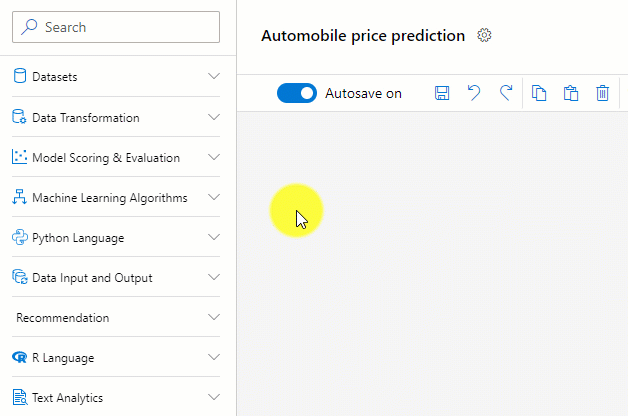 Search
Automobile price prediction
Autosave on
Datasets
Data Transformation
Model Scoring & Evaluation
Machine Learning Algorithms
Python Language
Data Input and Output
Recommendation
R Language
Text Analytics